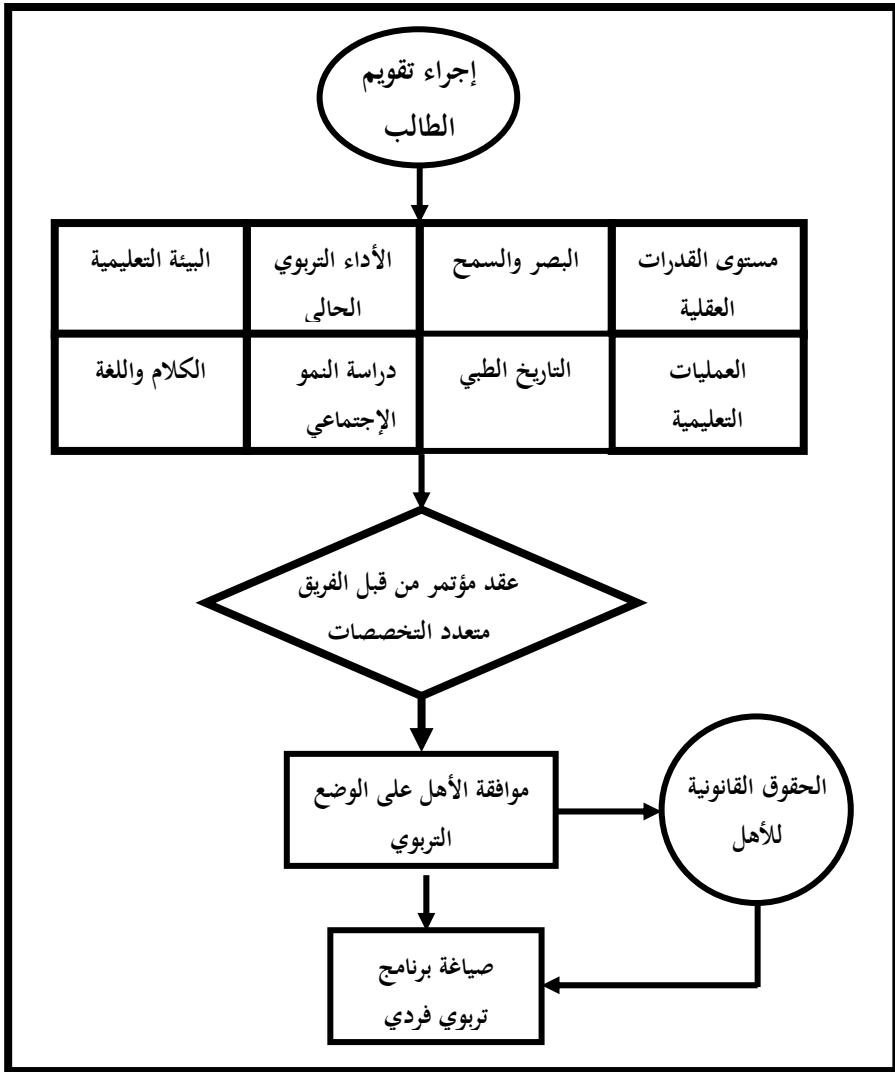 إجراء تقويم
الطالب
مستوى القدرات
العقلية
البصر والسمح
الأداء التربوي
الحالي
البيئة التعليمية
العمليات
التعليمية
التاريخ الطبي
دراسة النمو
الإجتماعي
الكلام واللغة
عقد مؤتمر من قبل الفريق
متعدد التخصصات
موافقة الأهل على الوضع
التربوي
الحقوق القانونية
للأهل
صياغة برنامج
تربوي فردي